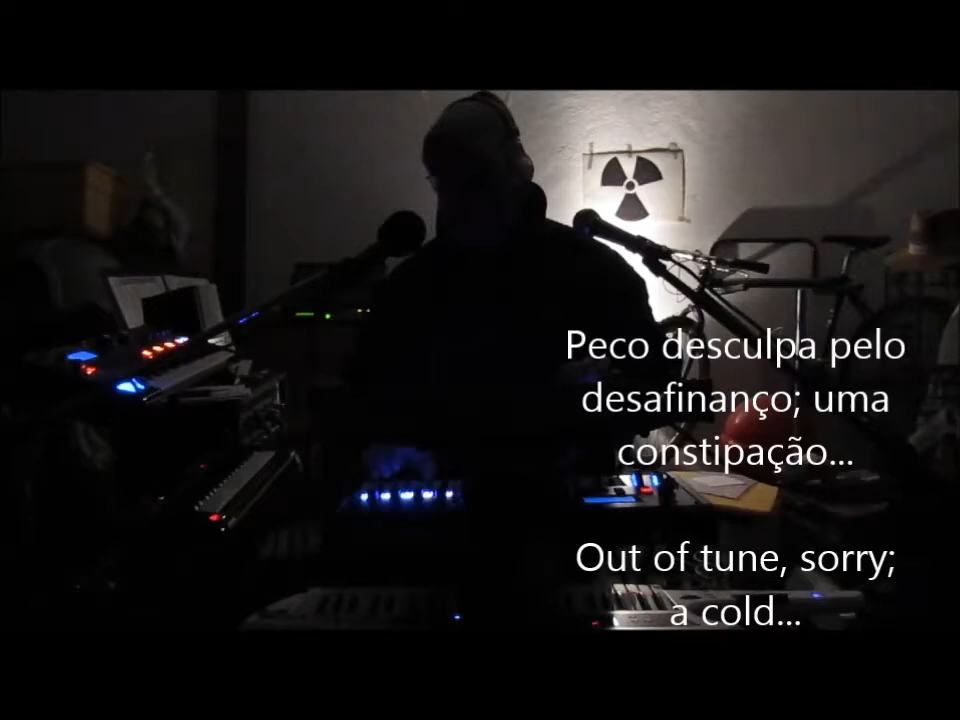 Peco desculpa pelo
desafinanço; uma
constipação...
Out of tune, sorry;
a cold...